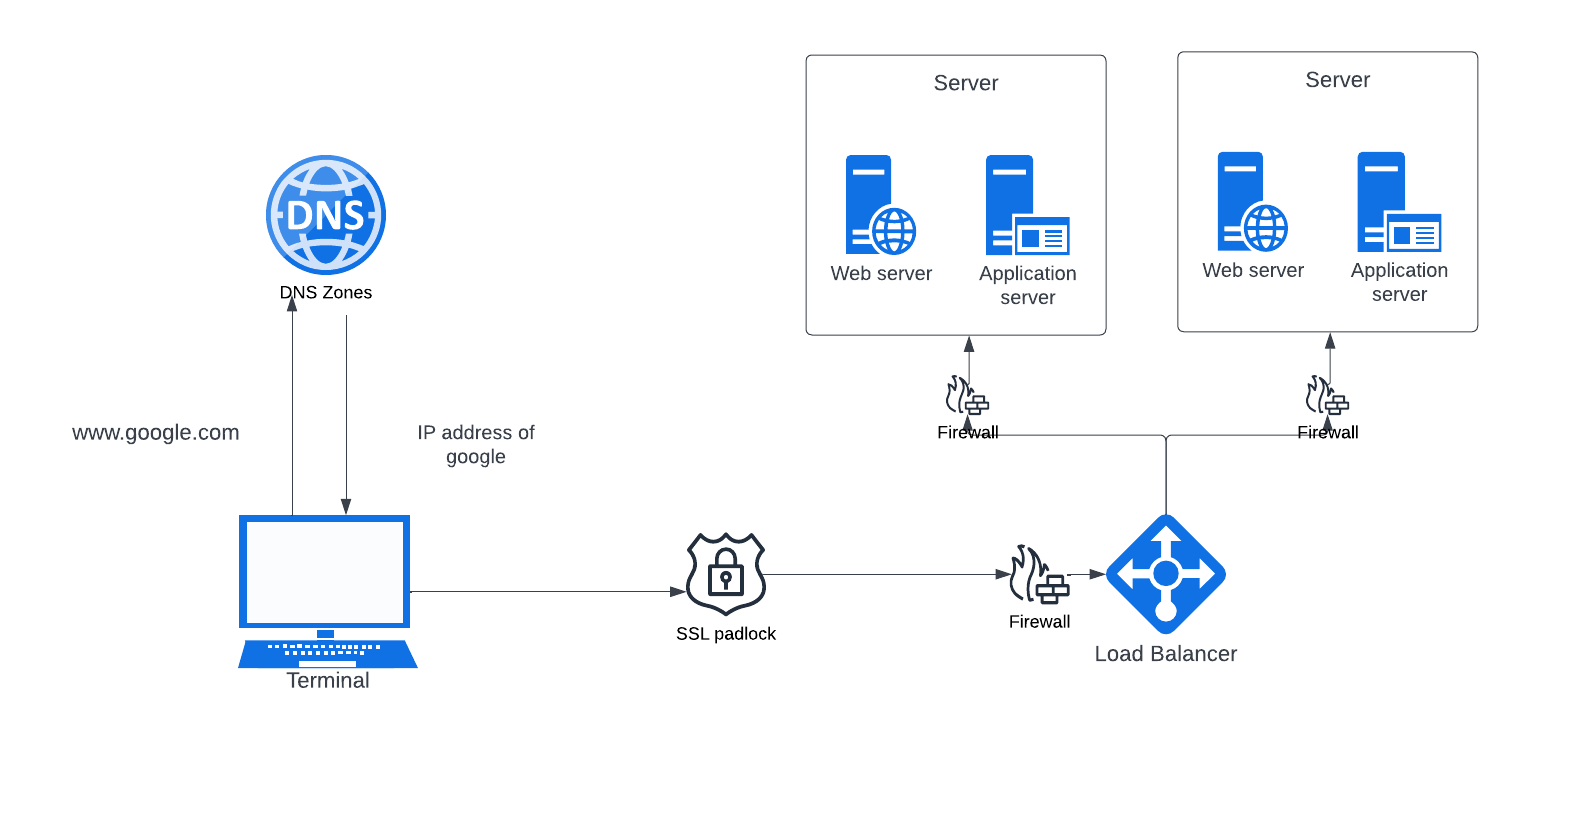 Server
Server
DNS
Web server
Application
server
Web server
Application
server
DNS Zones
www.google.com
IP address of
google
Firewall
Firewall
SSL padlock
Firewall
Load Balancer
Terminal